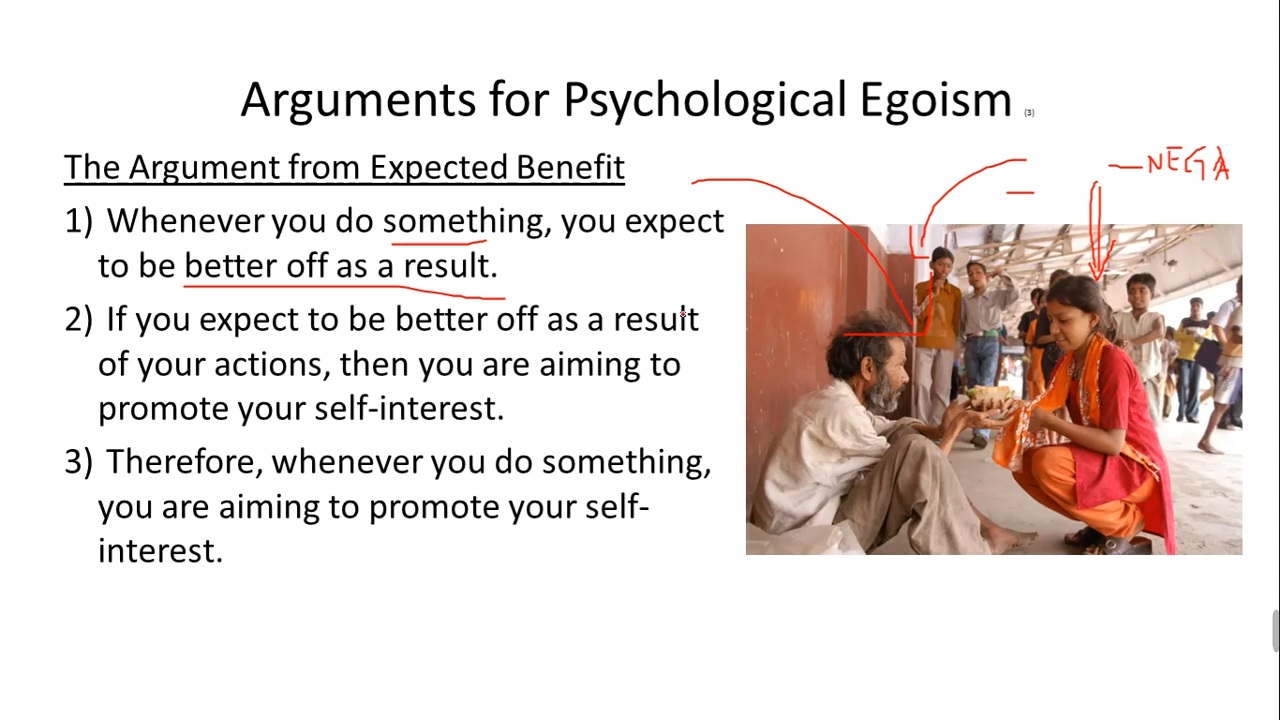 Arguments for Psychological Egoism (3)
The Argument from Expected Benefit
1) Whenever you do something, you expect
to be better off as a result.
2) If you expect to be better off as a result
of your actions, then you are aiming to
promote your self-interest.
3) Therefore, whenever you do something,
you are aiming to promote your self-
interest.
NEGA